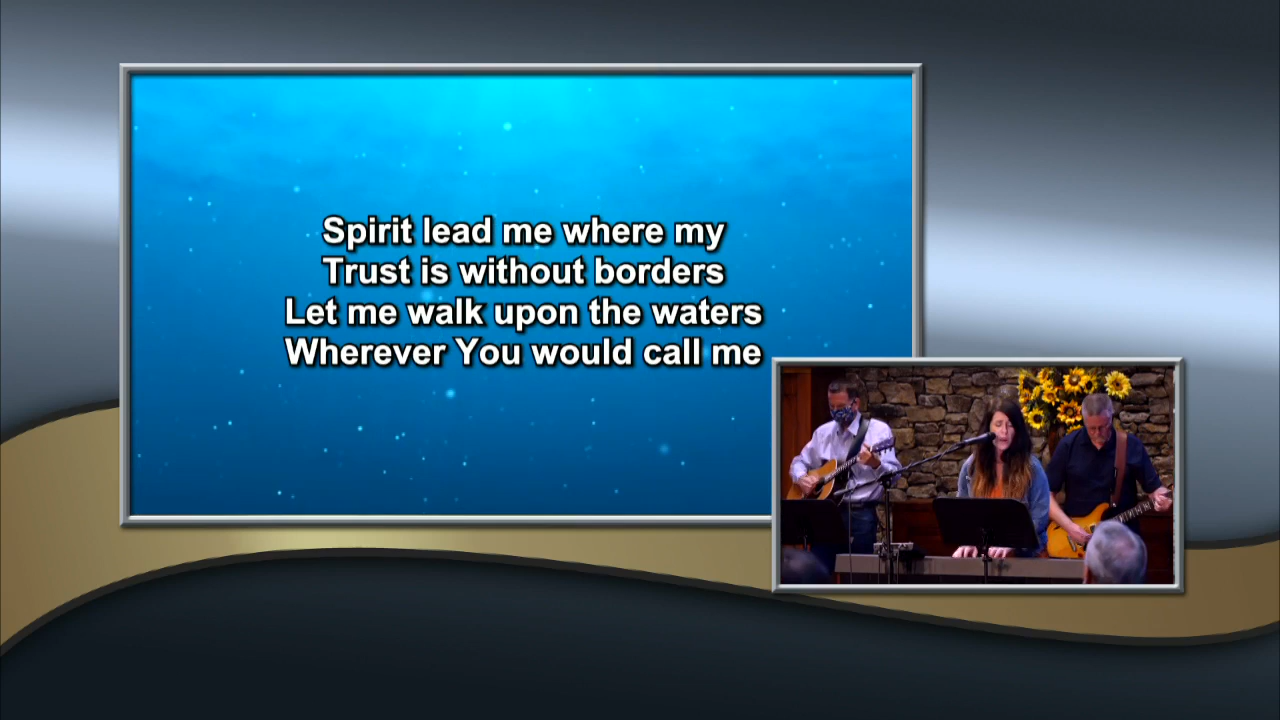 Spirit lead me where my
Trust is without borders
Let me walk upon the waters
Wherever You would call me